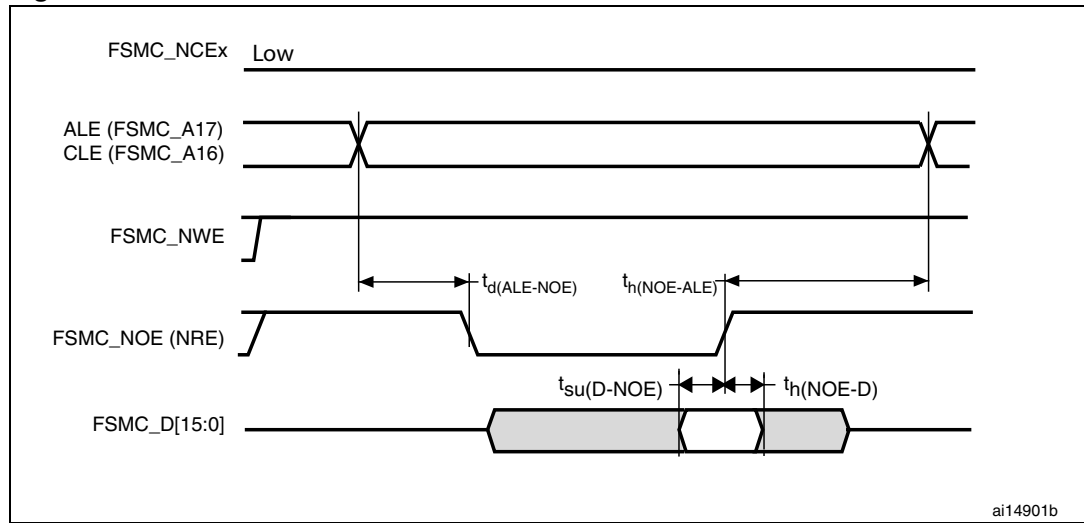 FSMC_NCEx Low
ALE (FSMC_A17)
CLE (FSMC_A16)
FSMC_NWE
td(ALE-NOE) th(NOE-ALE)
FSMC_NOE (NRE)
tsu(D-NOE) th(NOE-D)
FSMC_D[15:0]
ai14901b